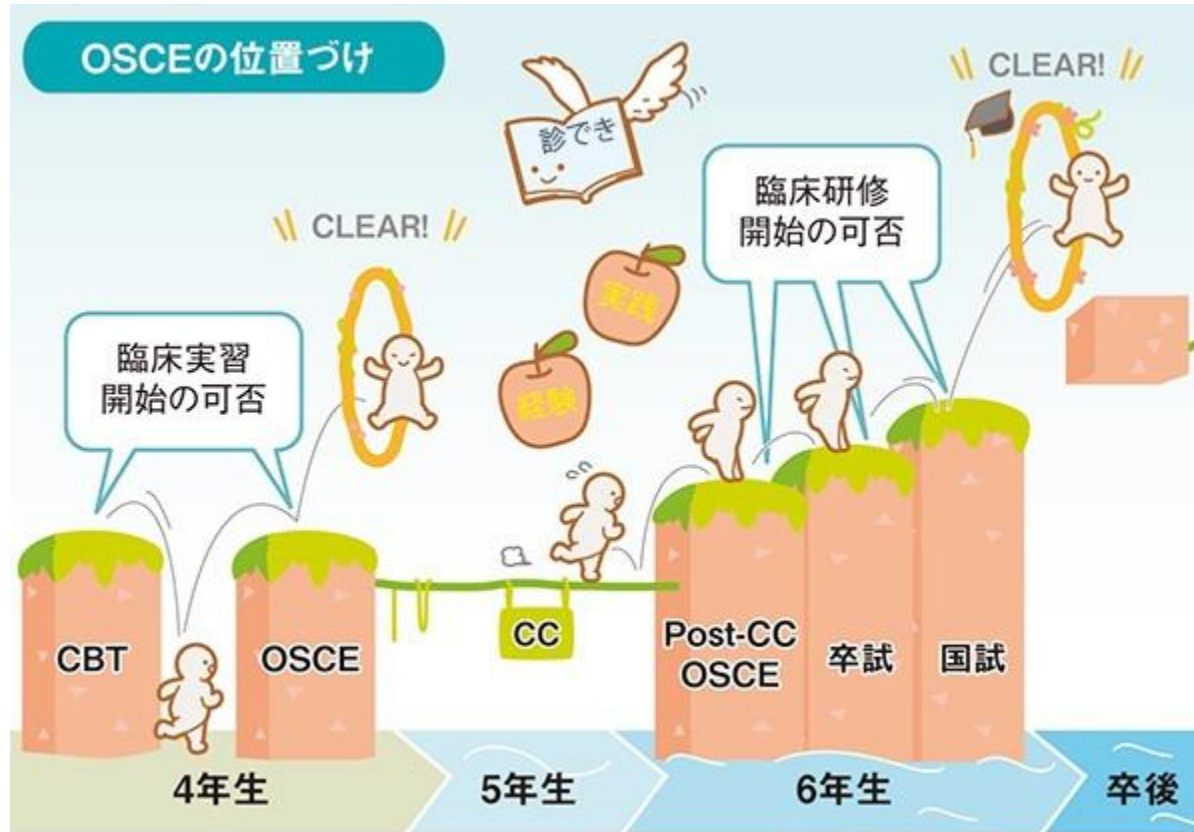 OSCEの位置づけ
診でき
CLEAR!
CLEAR!
臨床研修
開始の可否
実践
経験
臨床実習
開始の可否
CBT
OSCE
CC
Post-CC
OSCE
卒試
国試
4年生
5年生
6年生
卒後